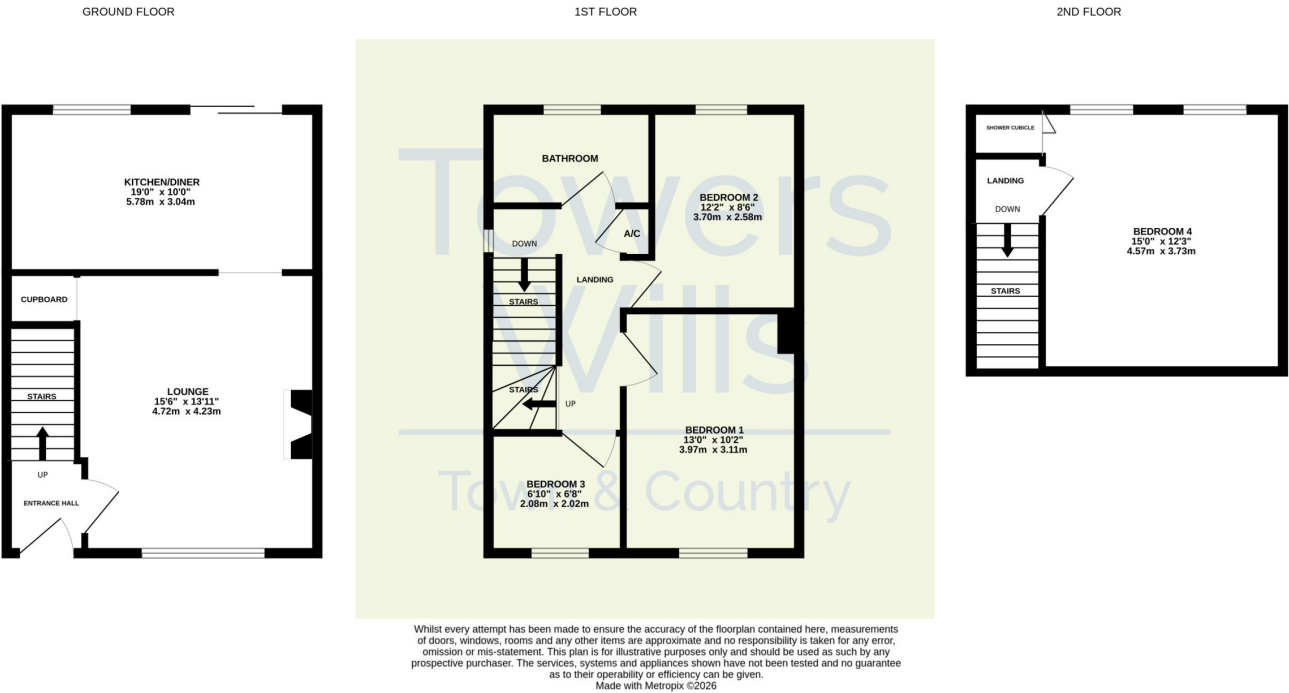 GROUND FLOOR
1ST FLOOR
2ND FLOOR
KITCHEN/DINER
19'0" x 10'0"
5.78m x 3.04m
CUPBOARD
STAIRS
LOUNGE
15'6" x 13'11"
4.72m x 4.23m
UP
ENTRANCE HALL
Towers
Wills
Town & Country
BATHROOM
BEDROOM 2
12'2" x 8'6"
3.70m x 2.58m
A/C
DOWN
LANDING
STAIRS
STAIRS
UP
BEDROOM 1
13'0" x 10'2"
3.97m x 3.11m
BEDROOM 3
6'10" x 6'8"
2.08m x 2.02m
SHOWER CUBICLE
LANDING
DOWN
STAIRS
BEDROOM 4
15'0" x 12'3"
4.57m x 3.73m
Whilst every attempt has been made to ensure the accuracy of the floorplan contained here, measurements
of doors, windows, rooms and any other items are approximate and no responsibility is taken for any error,
omission or mis-statement. This plan is for illustrative purposes only and should be used as such by any
prospective purchaser. The services, systems and appliances shown have not been tested and no guarantee
as to their operability or efficiency can be given.
Made with Metropix ©2026